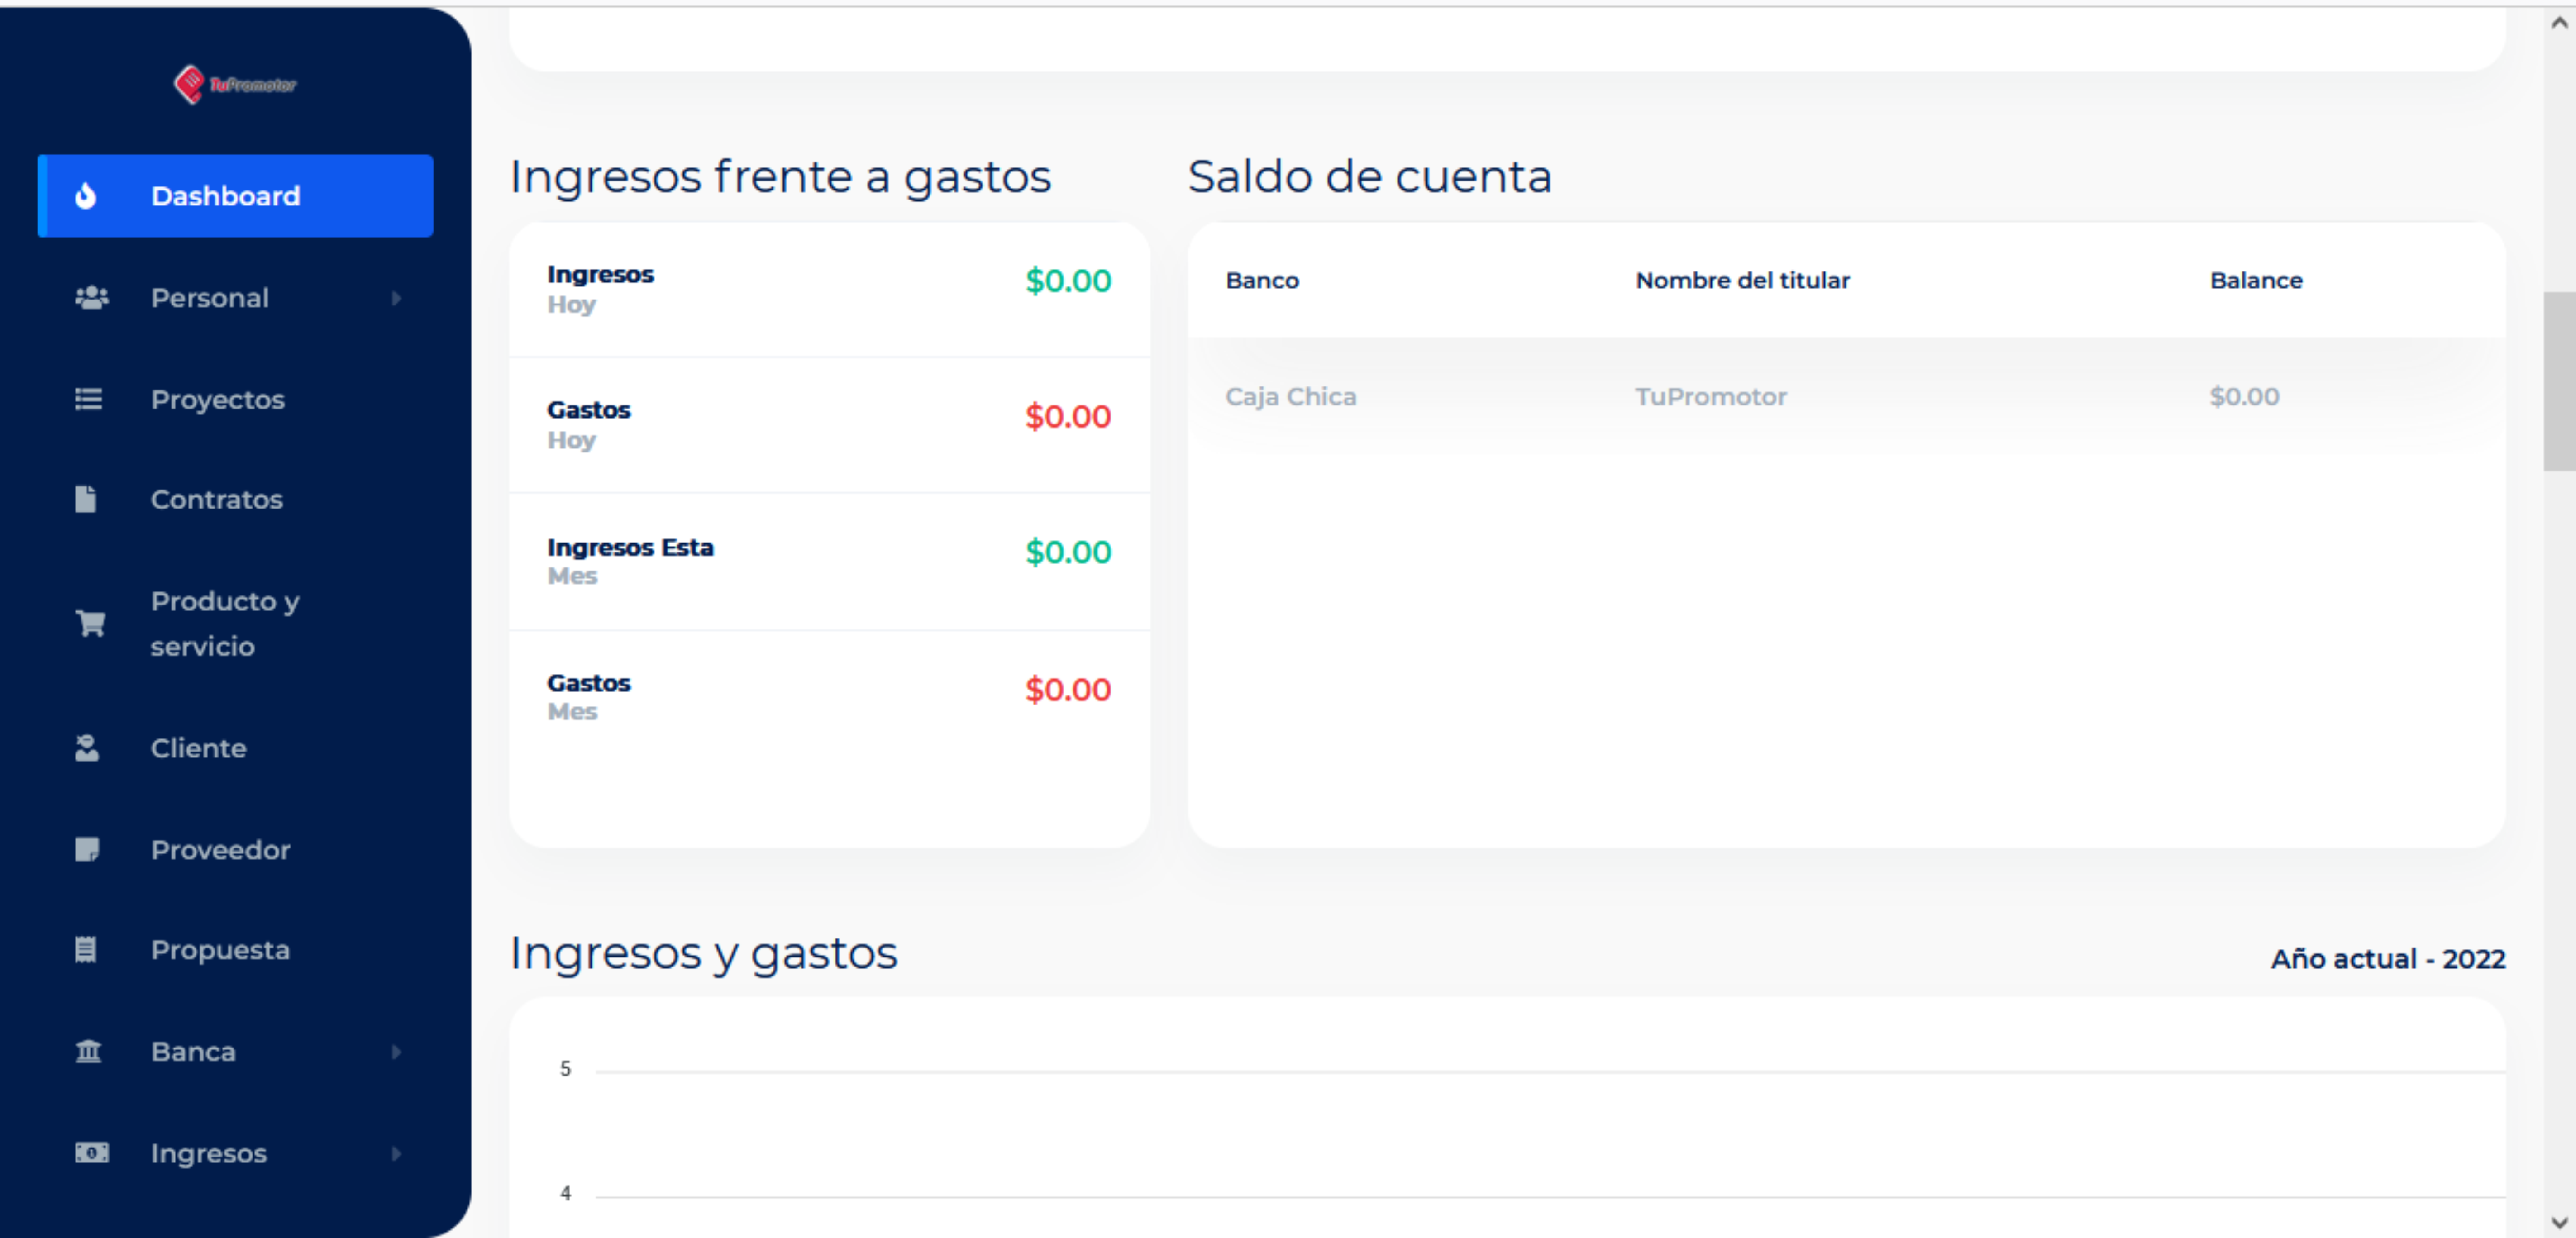 TuPromotor
Dashboard
Personal
Proyectos
Contratos
Producto y
servicio
Cliente
Proveedor
Propuesta
Banca
Ingresos
Ingresos frente a gastos
Ingresos
Hoy
$0.00
Gastos
Hoy
$0.00
Ingresos Esta
Mes
$0.00
Gastos
Mes
$0.00
Saldo de cuenta
Banco Nombre del titular Balance
Caja Chica TuPromotor $0.00
Ingresos y gastos
Año actual - 2022
5
4